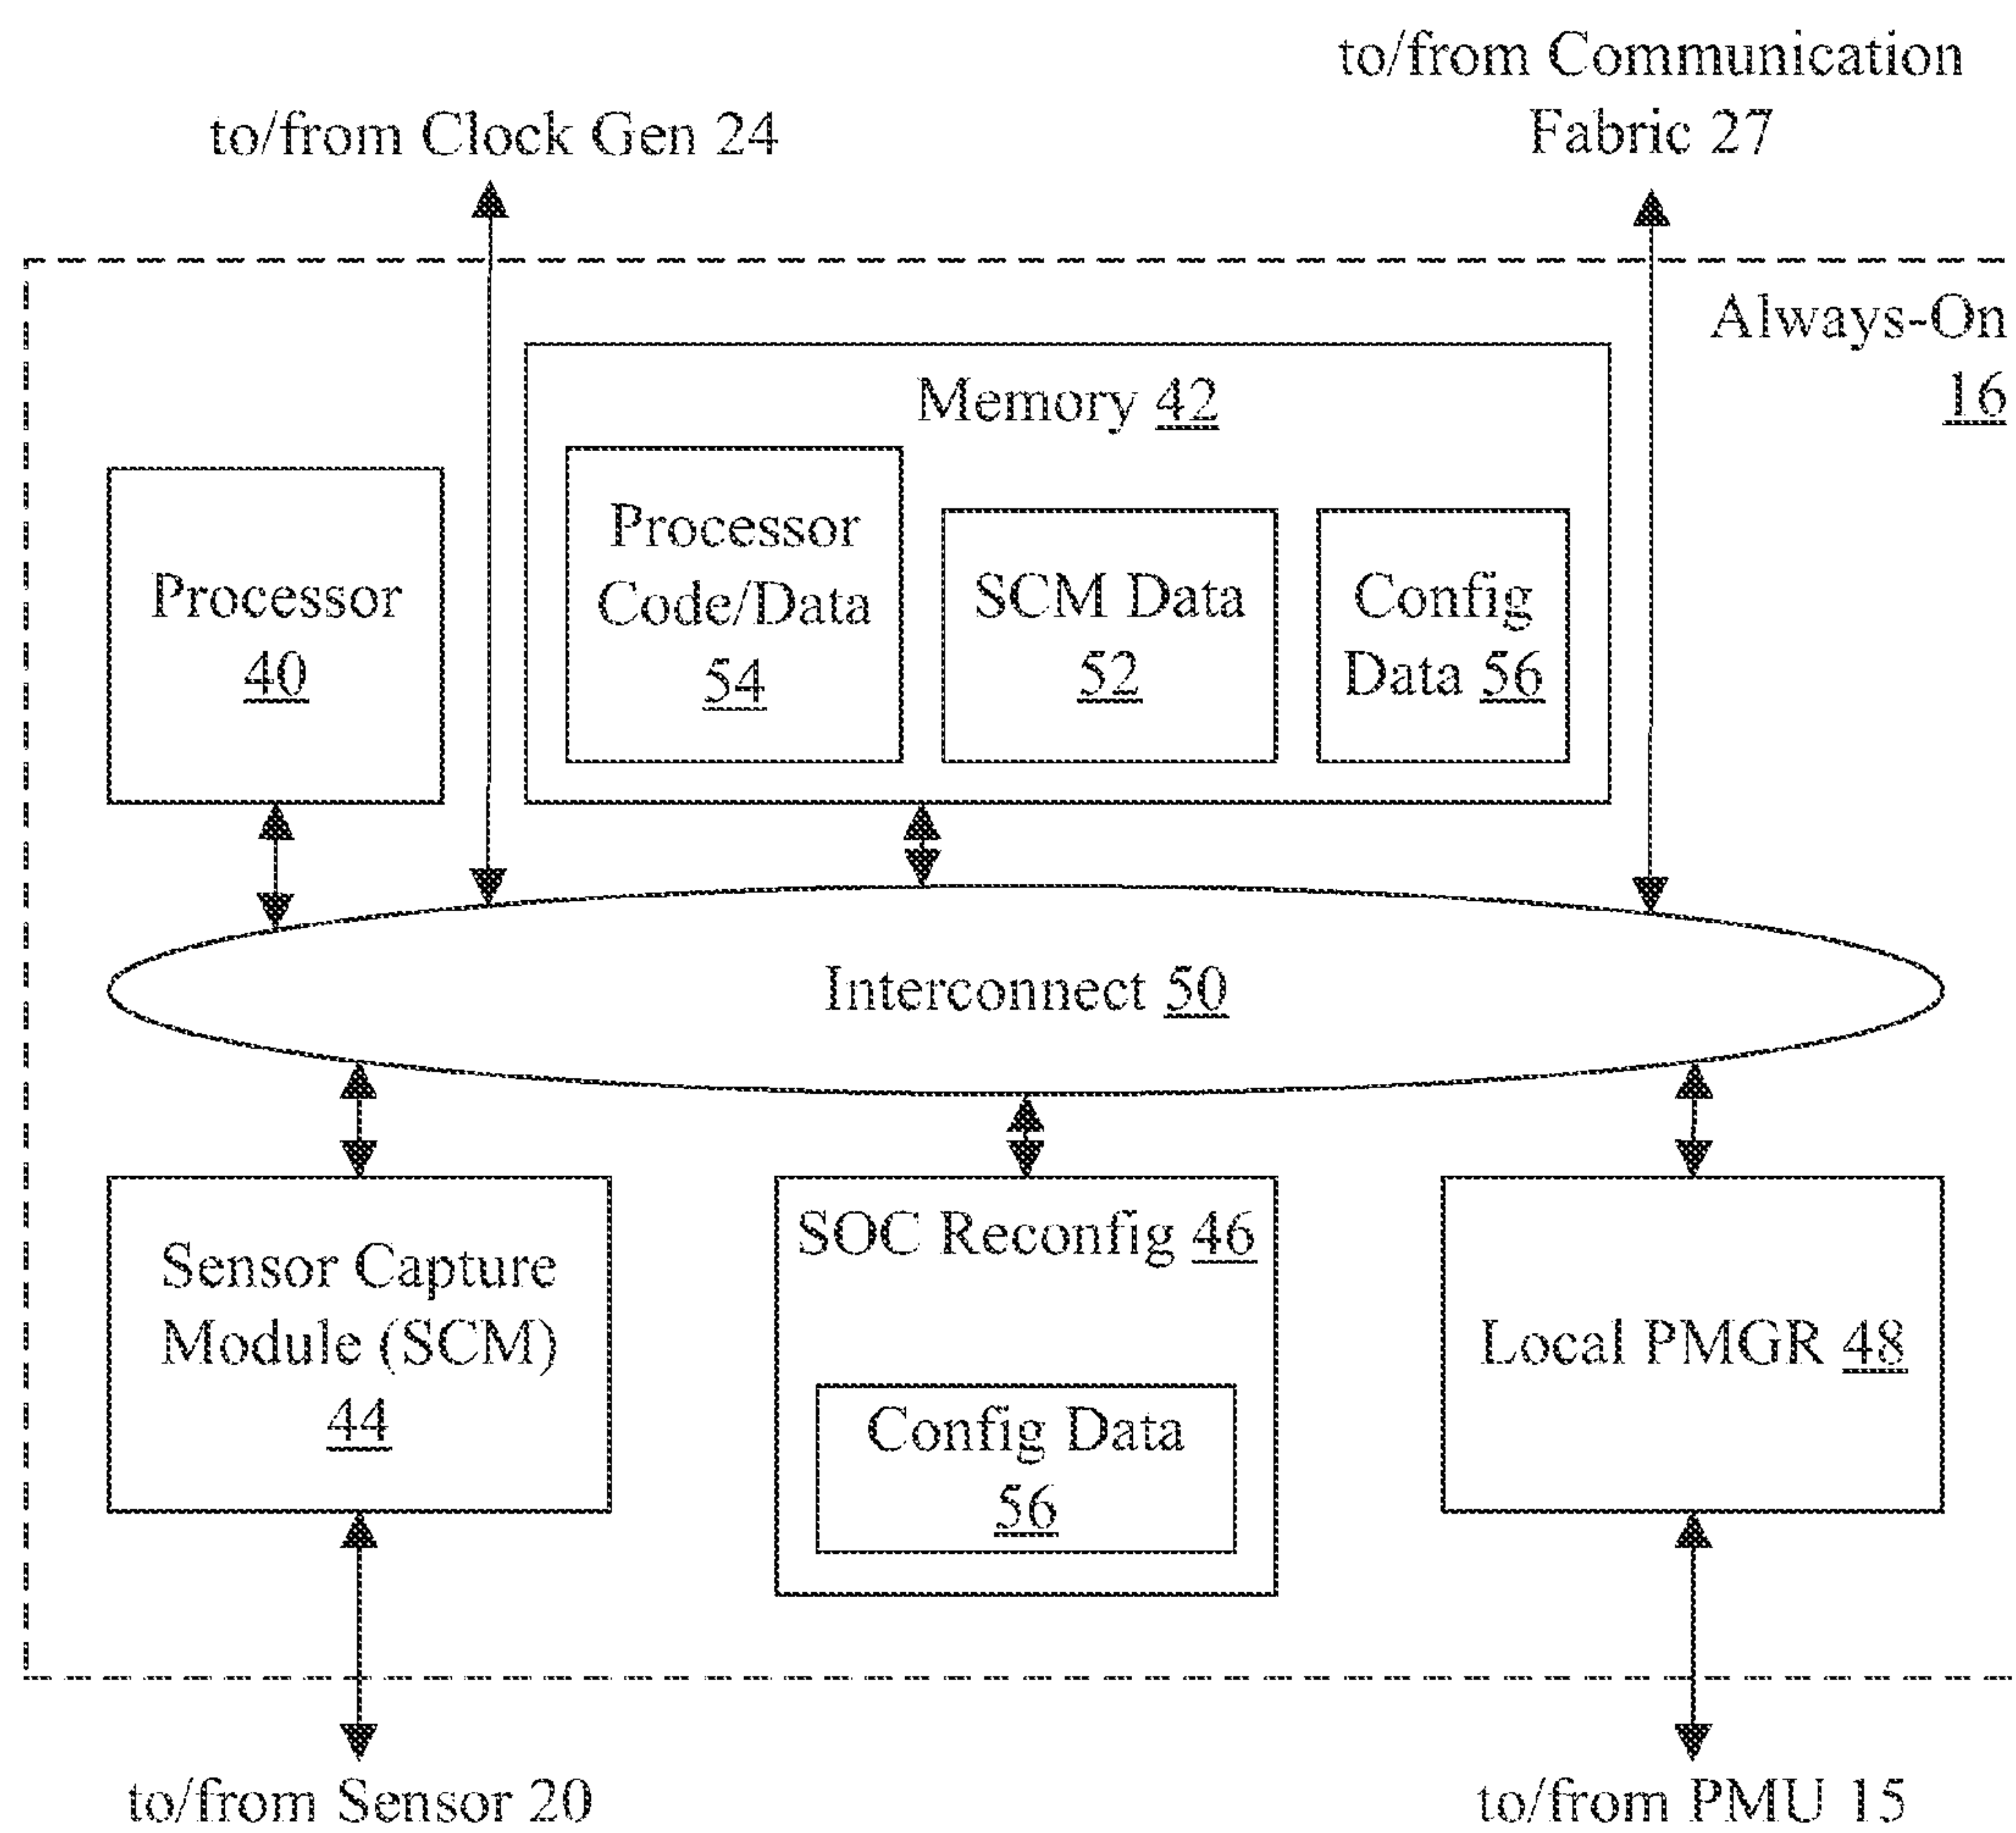 to/from Communication
Fabric 27
to/from Clock Gen 24
Always-On
16
Memory 42
Processor
40
Processor
Code/Data
54
SCM Data
52
Config
Data 56
Interconnect 50
Sensor Capture
Module (SCM)
44
SOC Reconfig 46
Config Data
56
Local PMGR 48
to/from Sensor 20
to/from PMU 15